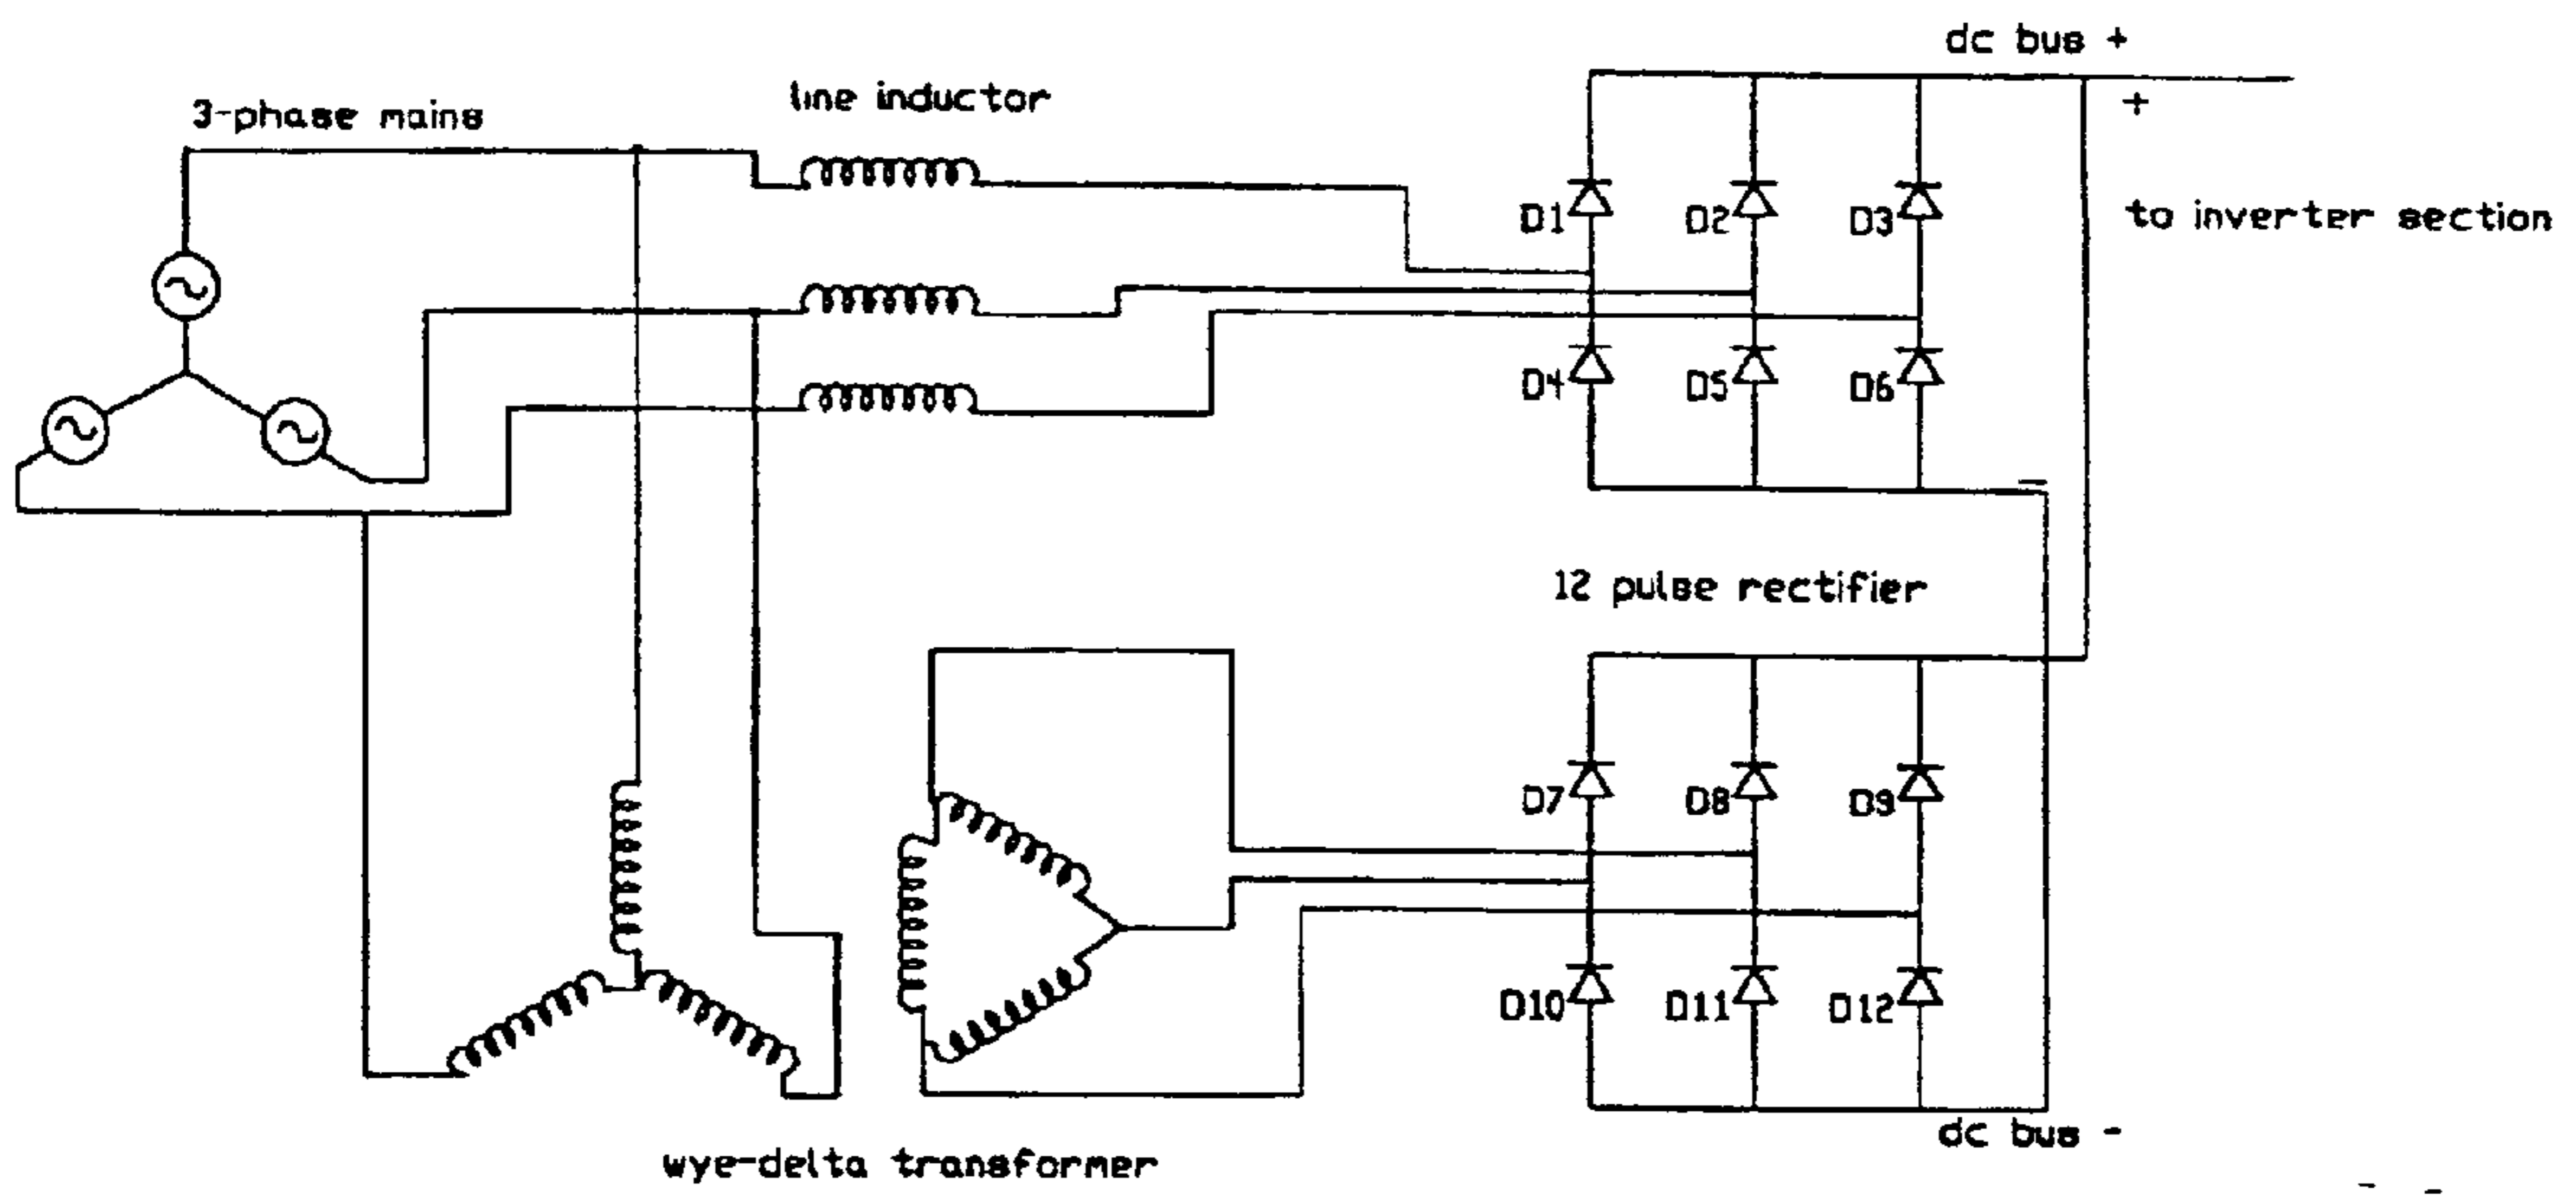 dc bus +
line inductor
3-phase mains
+
D1
D2
D3
to inverter section
D4
D5
D6
-
12 pulse rectifier
D7
D8
D9
D10
D11
D12
dc bus -
wye-delta transformer